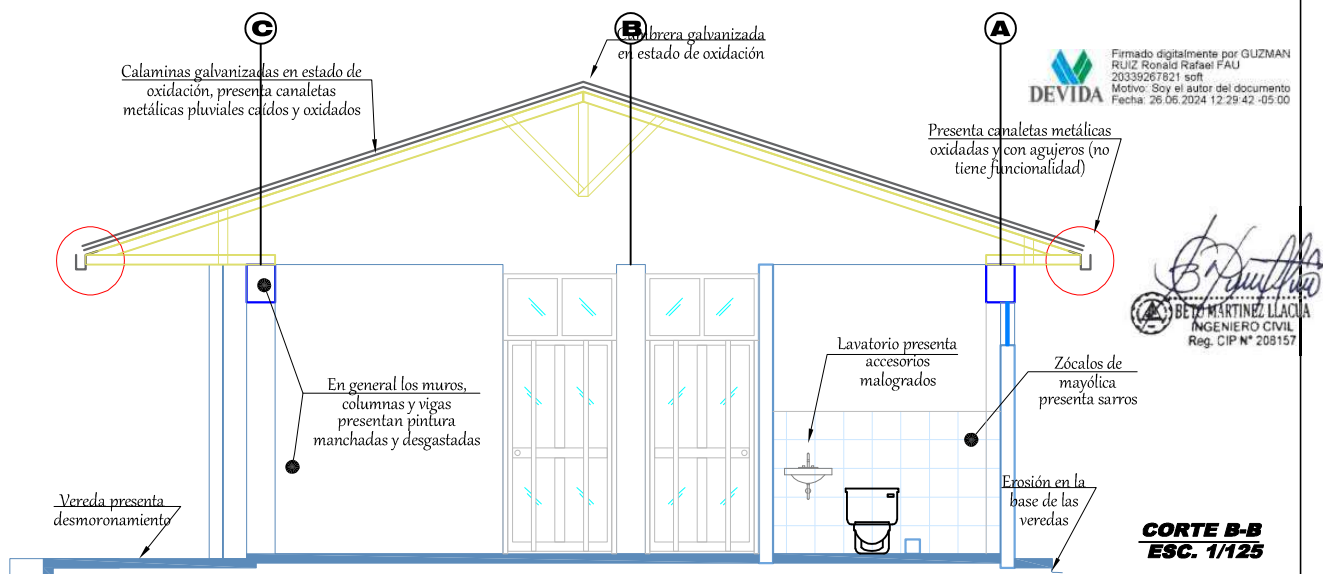 C
B
A
Cumbrera galvanizada
en estado de oxidación
Calaminas galvanizadas en estado de
oxidación, presenta canaletas
metálicas pluviales caídos y oxidados
DEVIDA
Firmado digitalmente por GUZMAN
RUIZ Ronald Rafael FAU
20339267821 soft
Motivo: Soy el autor del documento
Fecha: 26.06.2024 12:29:42 -05:00
Presenta canaletas metálicas
oxidadas y con agujeros (no
tiene funcionalidad)
BETO MARTINEZ LLACUA
INGENIERO CIVIL
Reg. CIP N° 208157
Lavatorio presenta
accesorios
malogrados
Zócalos de
mayólica
presenta sarros
En general los muros,
columnas y vigas
presentan pintura
manchadas y desgastadas
Vereda presenta
desmoronamiento
Erosión en la
base de las
veredas
CORTE B-B
ESC. 1/125